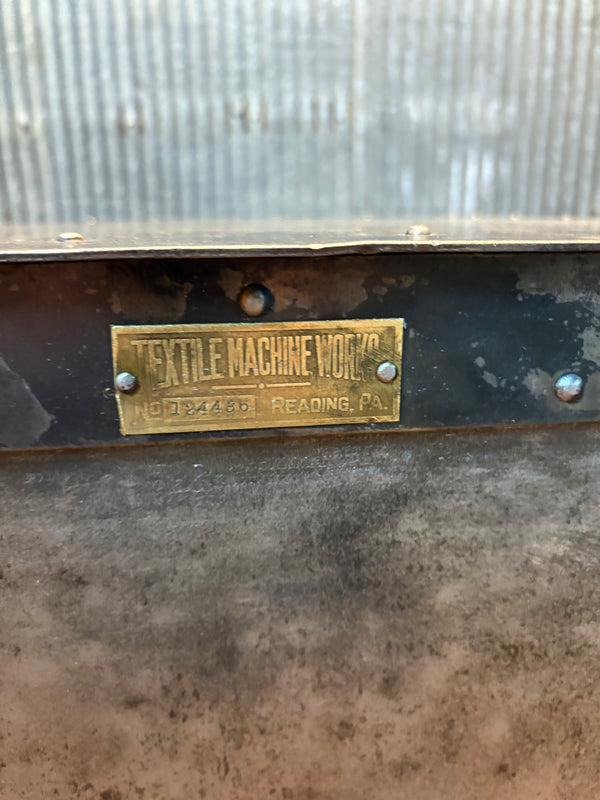 TEXTILE MACHINE WORKS
NO 124436 READING, PA.